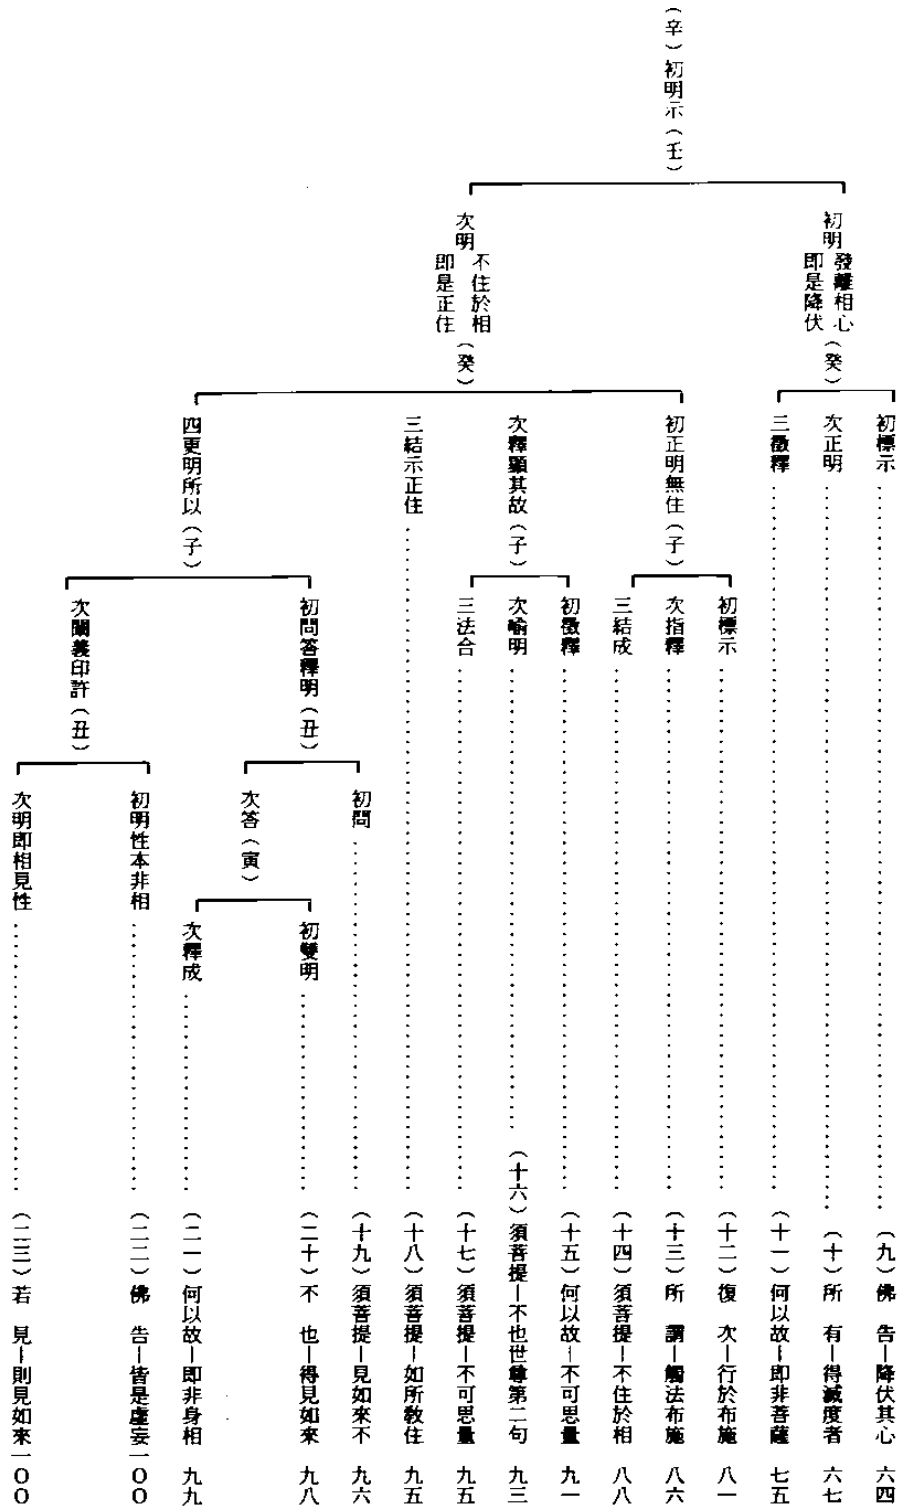 （辛）初明示（壬）
初明
發離相心
即是降伏
（癸）
次明
不住於相
即是正住
（癸）
初標示 （九）佛　告－降伏其心　六四
次正明 （十）所　有－得滅度者　六七
三徵釋 （十一）何以故－即非菩薩　七五
初正明無住（子）
初標示 （十二）復　次－行於布施　八一
次指釋 （十三）所　謂－觸法布施　八六
三結成 （十四）須菩提－不住於相　八八
次釋顯其故（子）
初徵釋 （十五）何以故－不可思量　九一
次喻明 （十六）須菩提－不也世尊第二句　九三
三法合 （十七）須菩提－不可思量　九五
三結示正住 （十八）須菩提－如所教住　九五
四更明所以（子）
初問答釋明（丑）
初問 （十九）須菩提－見如來不　九六
次答（寅）
初雙明 （二十）不　也－得見如來　九八
次釋成 （二一）何以故－即非身相　九九
次闡義印許（丑）
初明性本非相 （二二）佛　告－皆是虛妄一００
次明即相見性 （二三）若　見－則見如來一００